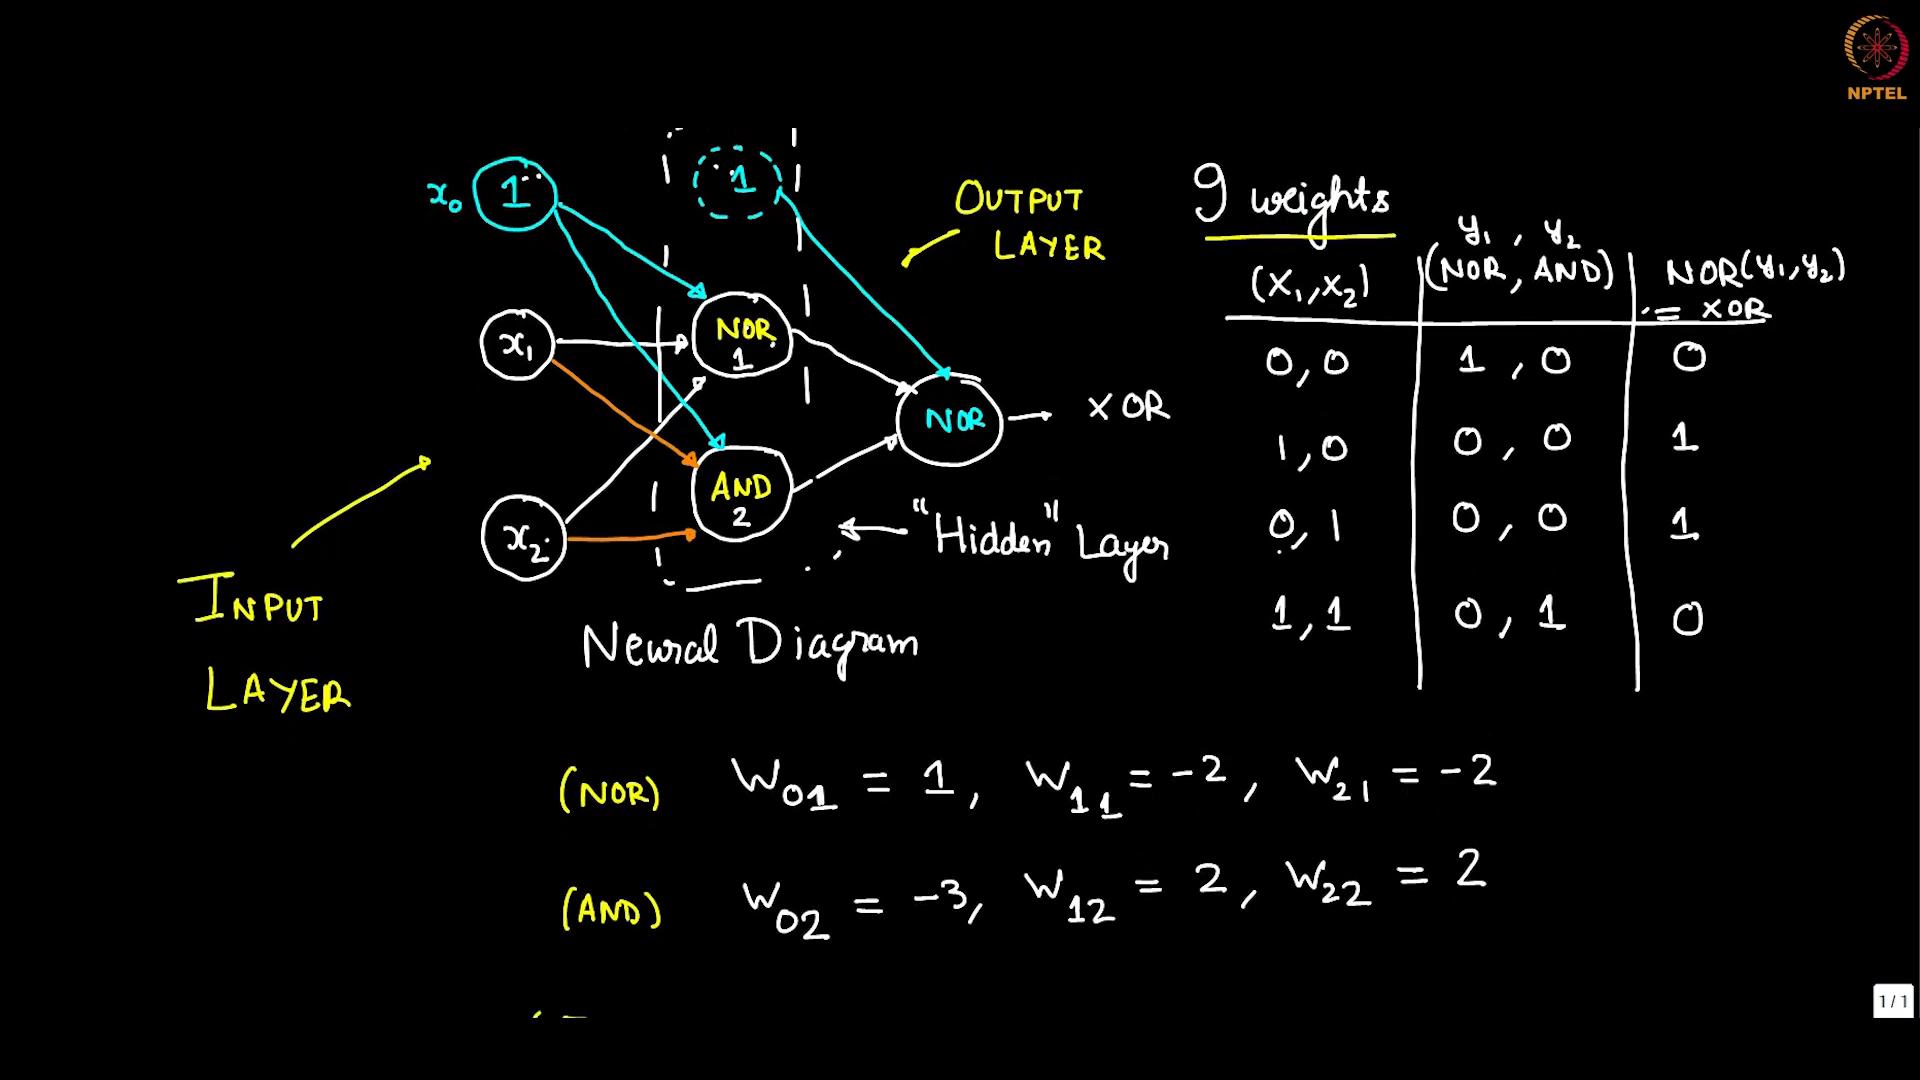 NPTEL
x₀ 1
1
OUTPUT
LAYER
9 weights
y₁, y₂
(X₁,X₂) (NOR, AND) NOR(y₁,y₂)
:= XOR
x₁
NOR
1
0,0 1,0 0
NOR
XOR
1,0 0,0 1
AND
2
x₂
"Hidden" Layer
0,1 0,0 1
INPUT
LAYER
Neural Diagram
1,1 0,1 0
(NOR) W₀₁ = 1, W₁₁ = -2, W₂₁ = -2
(AND) W₀₂ = -3, W₁₂ = 2, W₂₂ = 2
1/1